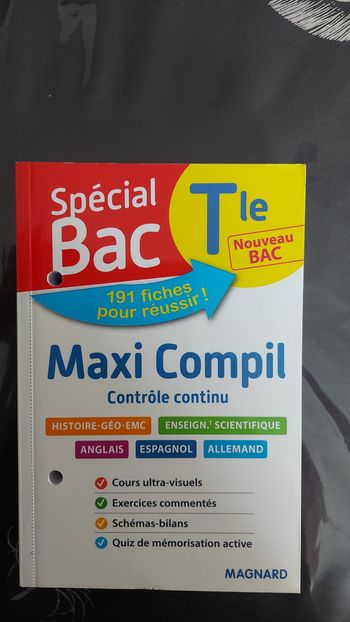 Spécial
Bac
Tle
Nouveau
BAC
191 fiches
pour réussir !
Maxi Compil
Contrôle continu
HISTOIRE-GÉO-EMC
ENSEIGN.T SCIENTIFIQUE
ANGLAIS
ESPAGNOL
ALLEMAND
Cours ultra-visuels
Exercices commentés
Schémas-bilans
Quiz de mémorisation active
MAGNARD